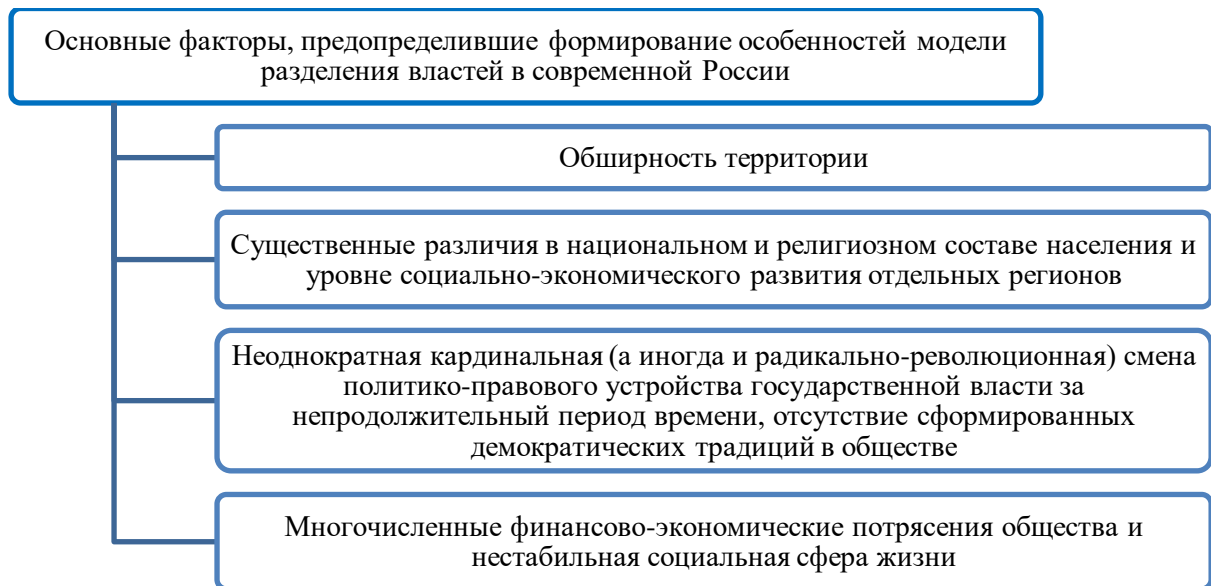 Основные факторы, предопределившие формирование особенностей модели
разделения властей в современной России
Обширность территории
Существенные различия в национальном и религиозном составе населения и
уровне социально-экономического развития отдельных регионов
Неоднократная кардинальная (а иногда и радикально-революционная) смена
политико-правового устройства государственной власти за
непродолжительный период времени, отсутствие сформированных
демократических традиций в обществе
Многочисленные финансово-экономические потрясения общества и
нестабильная социальная сфера жизни